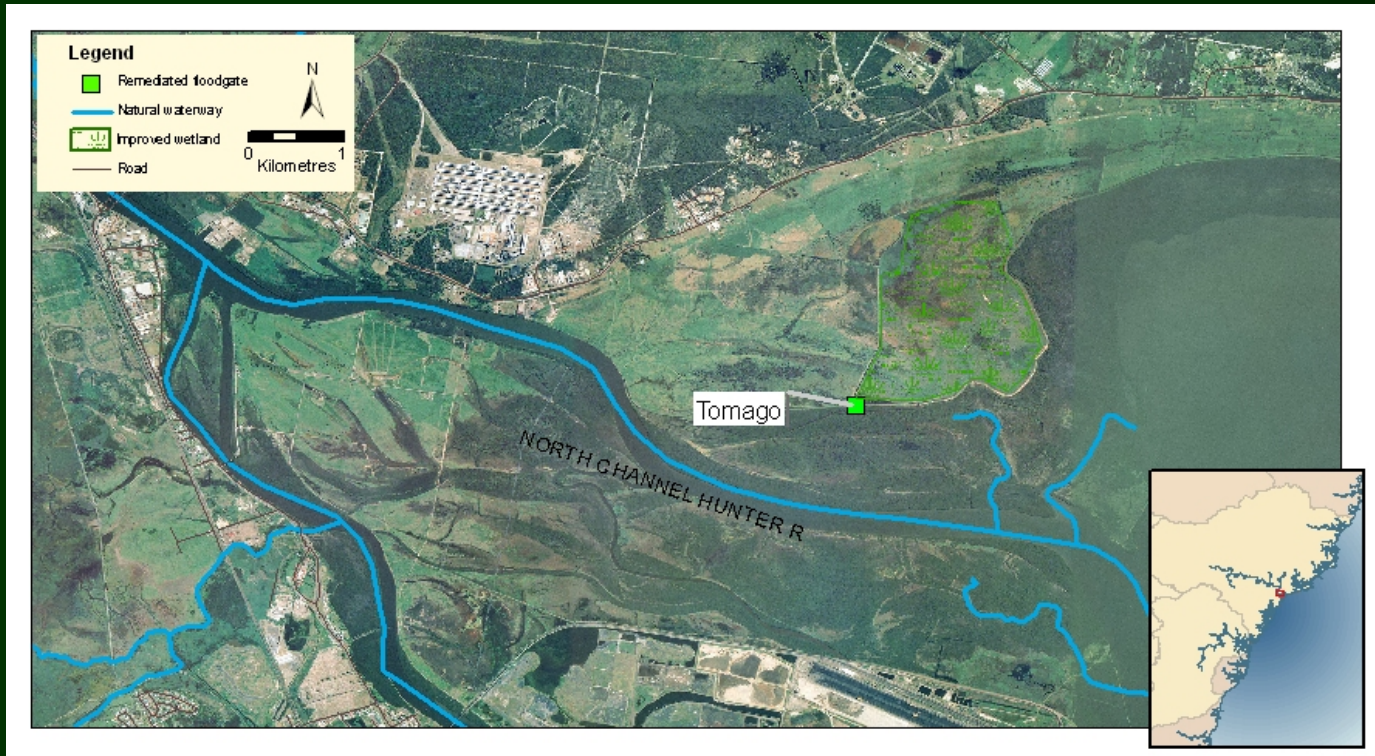 Legend
Remediated floodgate
Natural waterway
Improved wetland
Road
N
0 1
Kilometres
Tomago
NORTH CHANNEL HUNTER R